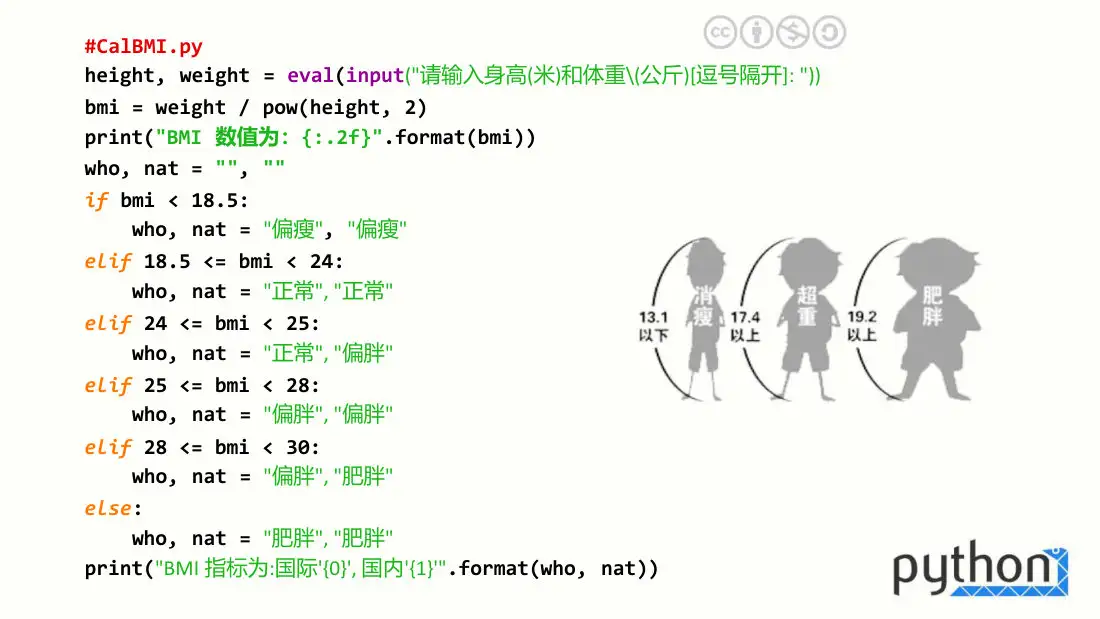 #CalBMI.py
height, weight = eval(input("请输入身高(米)和体重\(公斤)[逗号隔开]: "))
bmi = weight / pow(height, 2)
print("BMI 数值为: {:.2f}".format(bmi))
who, nat = "", ""
if bmi < 18.5:
    who, nat = "偏瘦", "偏瘦"
elif 18.5 <= bmi < 24:
    who, nat = "正常", "正常"
elif 24 <= bmi < 25:
    who, nat = "正常", "偏胖"
elif 25 <= bmi < 28:
    who, nat = "偏胖", "偏胖"
elif 28 <= bmi < 30:
    who, nat = "偏胖", "肥胖"
else:
    who, nat = "肥胖", "肥胖"
print("BMI 指标为:国际'{0}', 国内'{1}'".format(who, nat))
cc
13.1
以下
消瘦
17.4
以上
超重
19.2
以上
肥胖
python